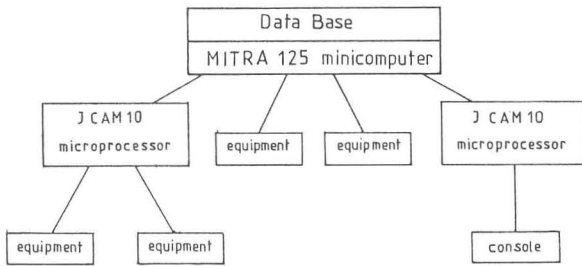 Data Base
MITRA 125 minicomputer
J CAM 10
microprocessor
equipment
equipment
J CAM 10
microprocessor
equipment
equipment
console